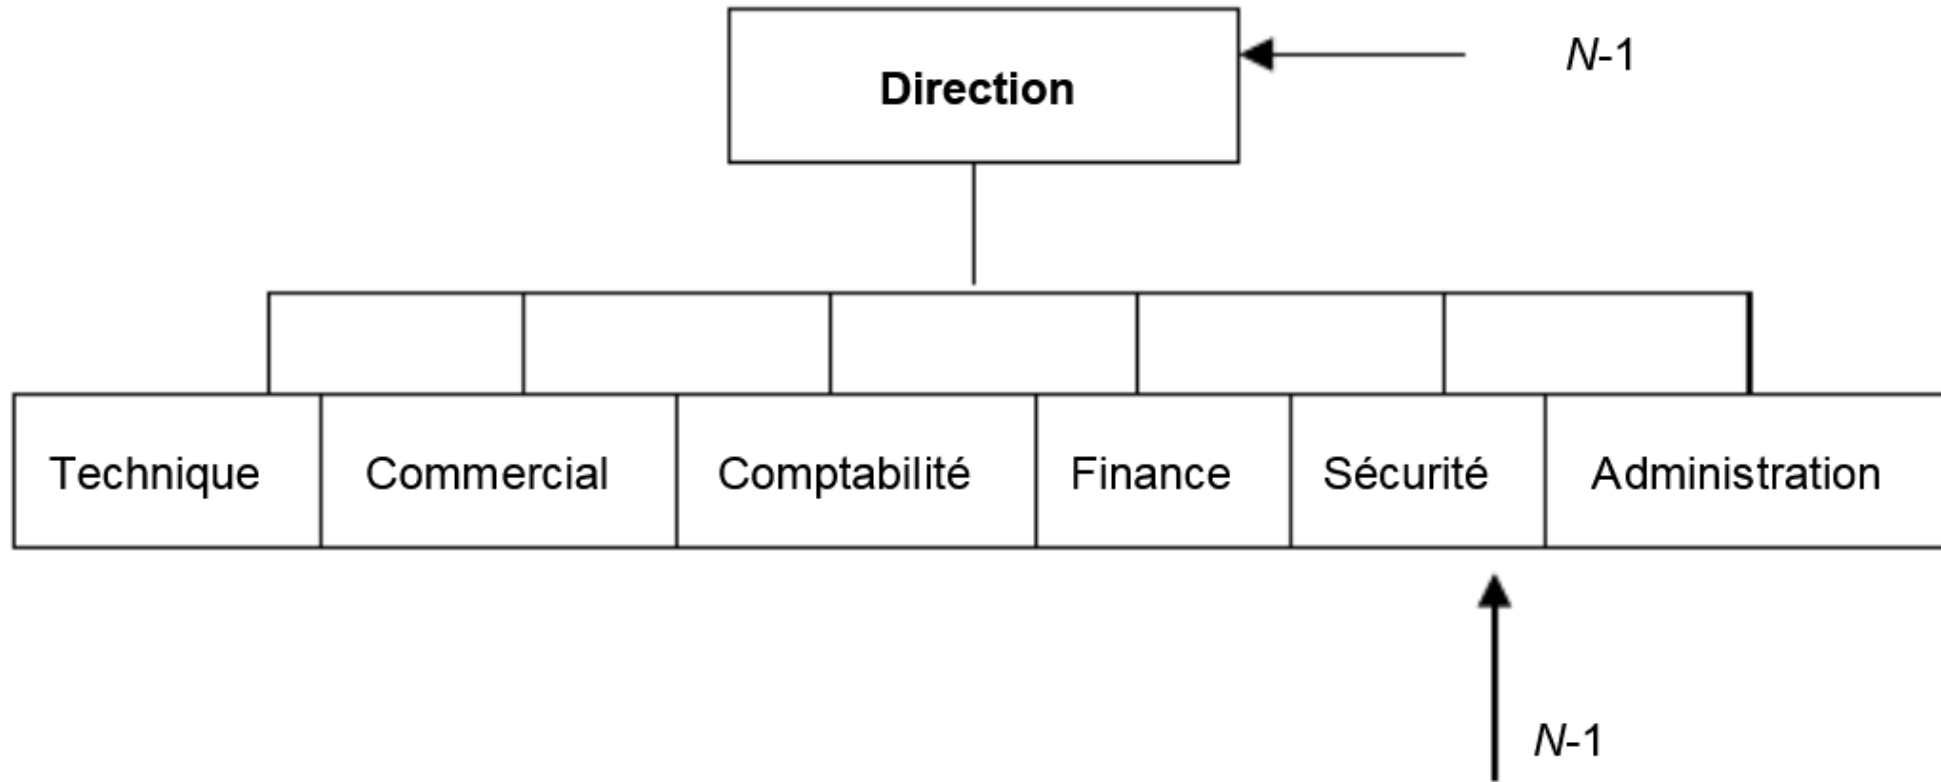 N-1
Direction
Technique Commercial Comptabilité Finance Sécurité Administration
N-1